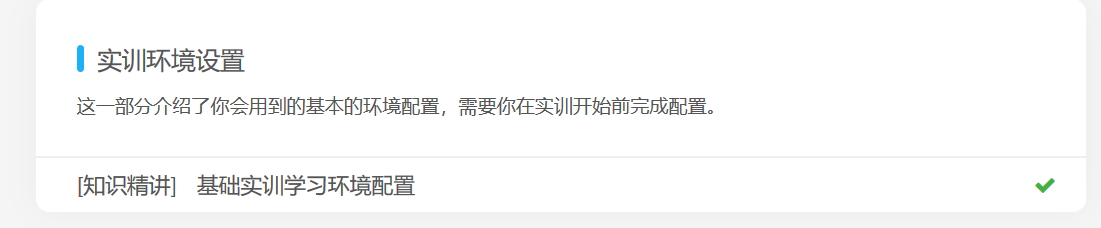 实训环境设置
这一部分介绍了你会用到的基本的环境配置，需要你在实训开始前完成配置。
[知识精讲] 基础实训学习环境配置